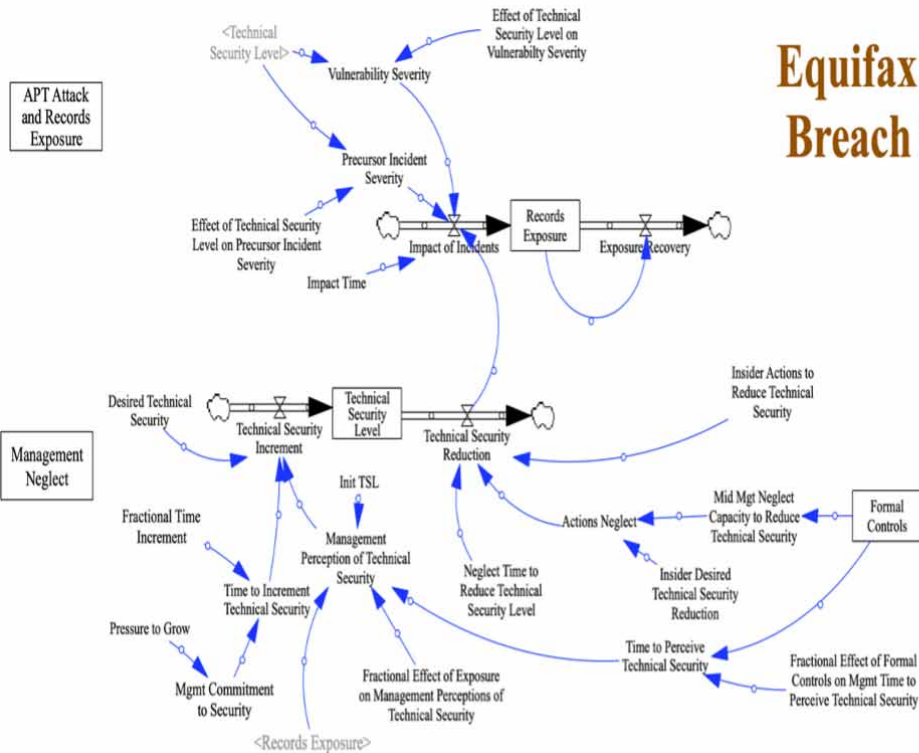 <Technical
Security Level>
Effect of Technical
Security Level on
Vulnerabilty Severity
Equifax
Breach
APT Attack
and Records
Exposure
Vulnerability Severity
Precursor Incident
Severity
Effect of Technical Security
Level on Precursor Incident
Severity
Records
Exposure
Impact of Incidents
Exposure Recovery
Impact Time
Insider Actions to
Reduce Technical
Security
Desired Technical
Security
Technical
Security
Level
Technical Security
Increment
Technical Security
Reduction
Management
Neglect
Init TSL
Fractional Time
Increment
Actions Neglect
Mid Mgt Neglect
Capacity to Reduce
Technical Security
Formal
Controls
Management
Perception of Technical
Security
Neglect Time to
Reduce Technical
Security Level
Insider Desired
Technical Security
Reduction
Time to Increment
Technical Security
Pressure to Grow
Time to Perceive
Technical Security
Mgmt Commitment
to Security
Fractional Effect of Exposure
on Management Perceptions of
Technical Security
Fractional Effect of Formal
Controls on Mgmt Time to
Perceive Technical Security
<Records Exposure>